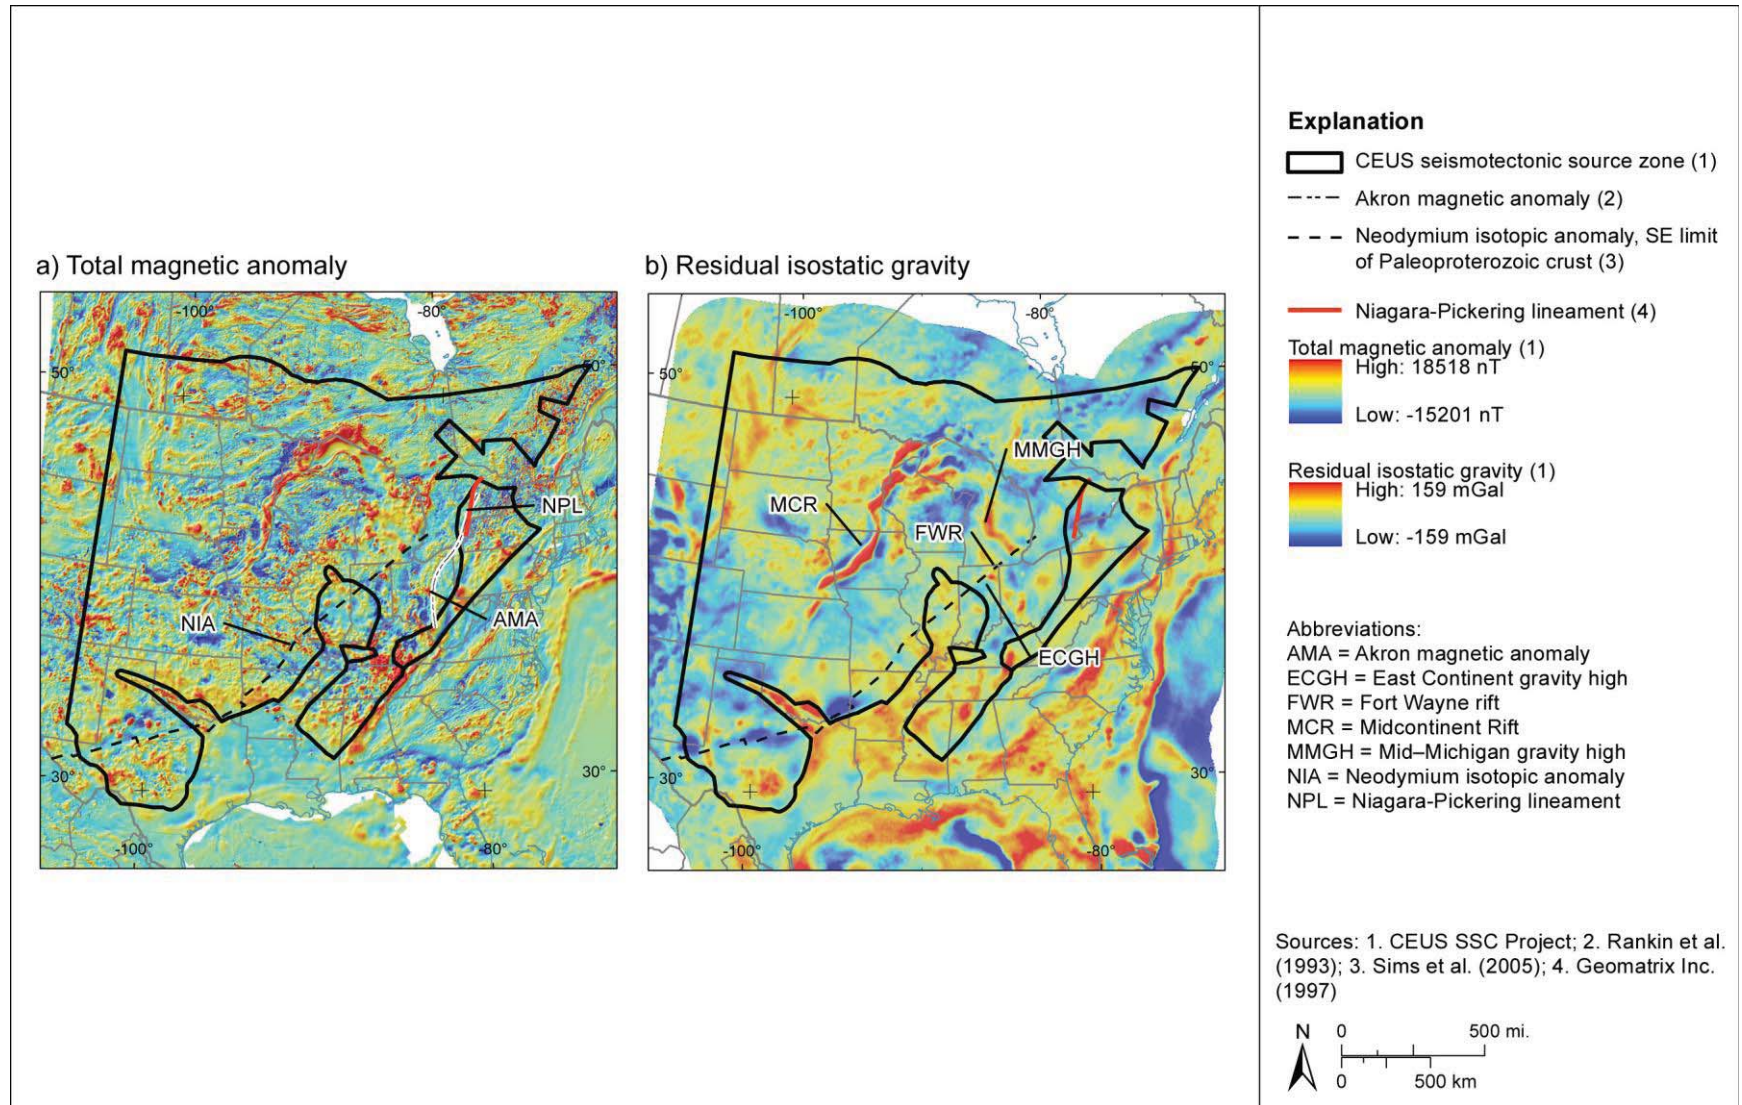 a) Total magnetic anomaly
-100°
-80°
50°
50°
NPL
NIA
AMA
30°
30°
-100°
-80°
b) Residual isostatic gravity
-100°
-80°
50°
50°
MMGH
MCR
FWR
ECGH
30°
30°
-100°
-80°
Explanation
CEUS seismotectonic source zone (1)
Akron magnetic anomaly (2)
Neodymium isotopic anomaly, SE limit
of Paleoproterozoic crust (3)
Niagara-Pickering lineament (4)
Total magnetic anomaly (1)
High: 18518 nT
Low: -15201 nT
Residual isostatic gravity (1)
High: 159 mGal
Low: -159 mGal
Abbreviations:
AMA = Akron magnetic anomaly
ECGH = East Continent gravity high
FWR = Fort Wayne rift
MCR = Midcontinent Rift
MMGH = Mid–Michigan gravity high
NIA = Neodymium isotopic anomaly
NPL = Niagara-Pickering lineament
Sources: 1. CEUS SSC Project; 2. Rankin et al.
(1993); 3. Sims et al. (2005); 4. Geomatrix Inc.
(1997)
N
0 500 mi.
0 500 km